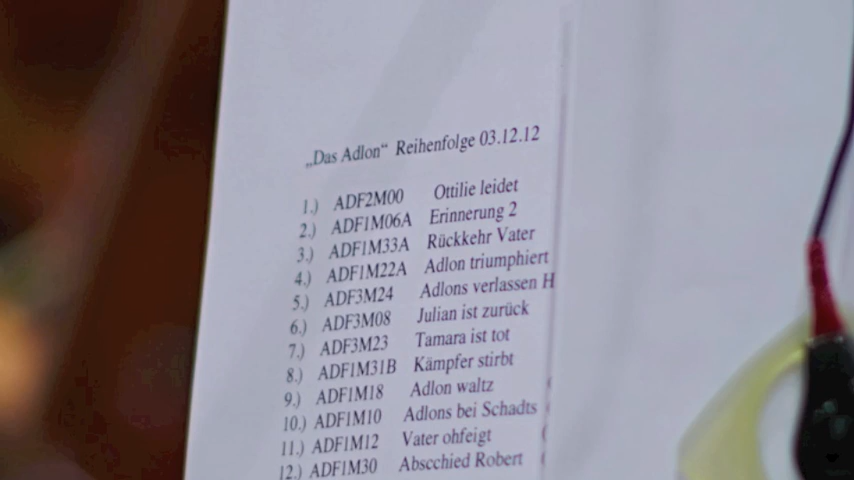 „Das Adlon“ Reihenfolge 03.12.12
1.) ADF2M00 Ottilie leidet
2.) ADF1M06A Erinnerung 2
3.) ADF1M33A Rückkehr Vater
4.) ADF1M22A Adlon triumphiert
5.) ADF3M24 Adlons verlassen H
6.) ADF3M08 Julian ist zurück
7.) ADF3M23 Tamara ist tot
8.) ADF1M31B Kämpfer stirbt
9.) ADF1M18 Adlon waltz
10.) ADF1M10 Adlons bei Schadts
11.) ADF1M12 Vater ohfeigt
12.) ADF1M30 Abscchied Robert